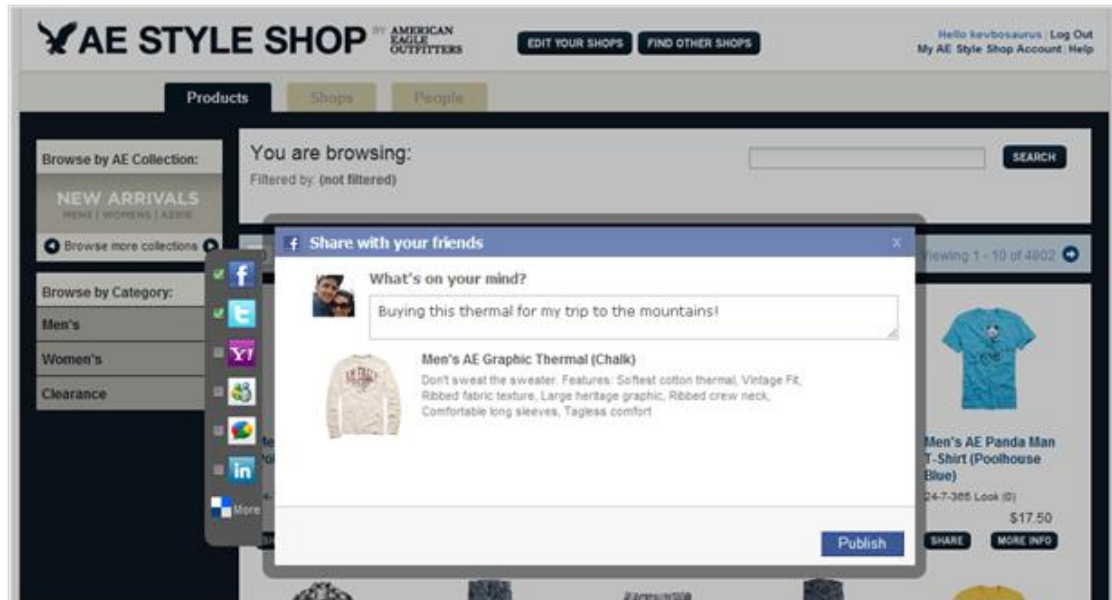 AE STYLE SHOP BY AMERICAN EAGLE OUTFITTERS
EDIT YOUR SHOPS FIND OTHER SHOPS
Hello kevbosaurus | Log Out
My AE Style Shop Account | Help
Products Shops People
Browse by AE Collection:
NEW ARRIVALS
MENS | WOMENS | AERIE
Browse more collections
Browse by Category:
Men's
Women's
Clearance
You are browsing:
SEARCH
Filtered by: (not filtered)
Viewing 1 - 10 of 4802
f Share with your friends x
What's on your mind?
Buying this thermal for my trip to the mountains!
Men's AE Graphic Thermal (Chalk)
Don't sweat the sweater. Features: Softest cotton thermal, Vintage Fit,
Ribbed fabric texture, Large heritage graphic, Ribbed crew neck,
Comfortable long sleeves, Tagless comfort
Publish
f
t
Y!
in
More
Men's AE Panda Man
T-Shirt (Poolhouse
Blue)
24-7-365 Look (0)
$17.50
SHARE MORE INFO